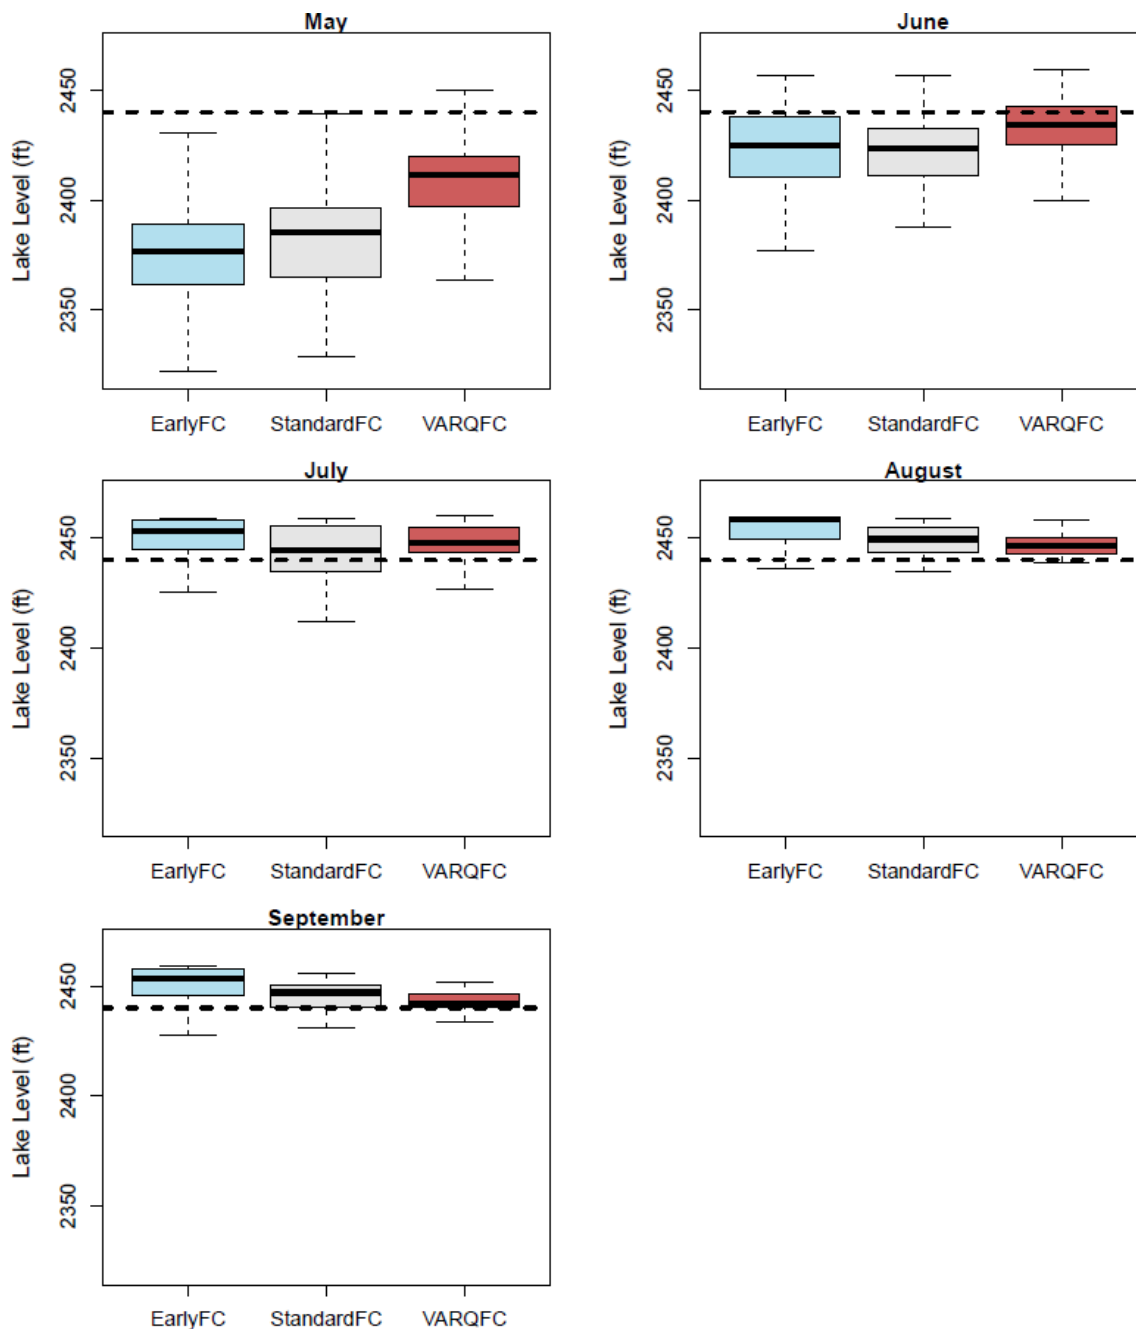 May
Lake Level (ft)
2450
2400
2350
EarlyFC StandardFC VARQFC
June
Lake Level (ft)
2450
2400
2350
EarlyFC StandardFC VARQFC
July
Lake Level (ft)
2450
2400
2350
EarlyFC StandardFC VARQFC
August
Lake Level (ft)
2450
2400
2350
EarlyFC StandardFC VARQFC
September
Lake Level (ft)
2450
2400
2350
EarlyFC StandardFC VARQFC